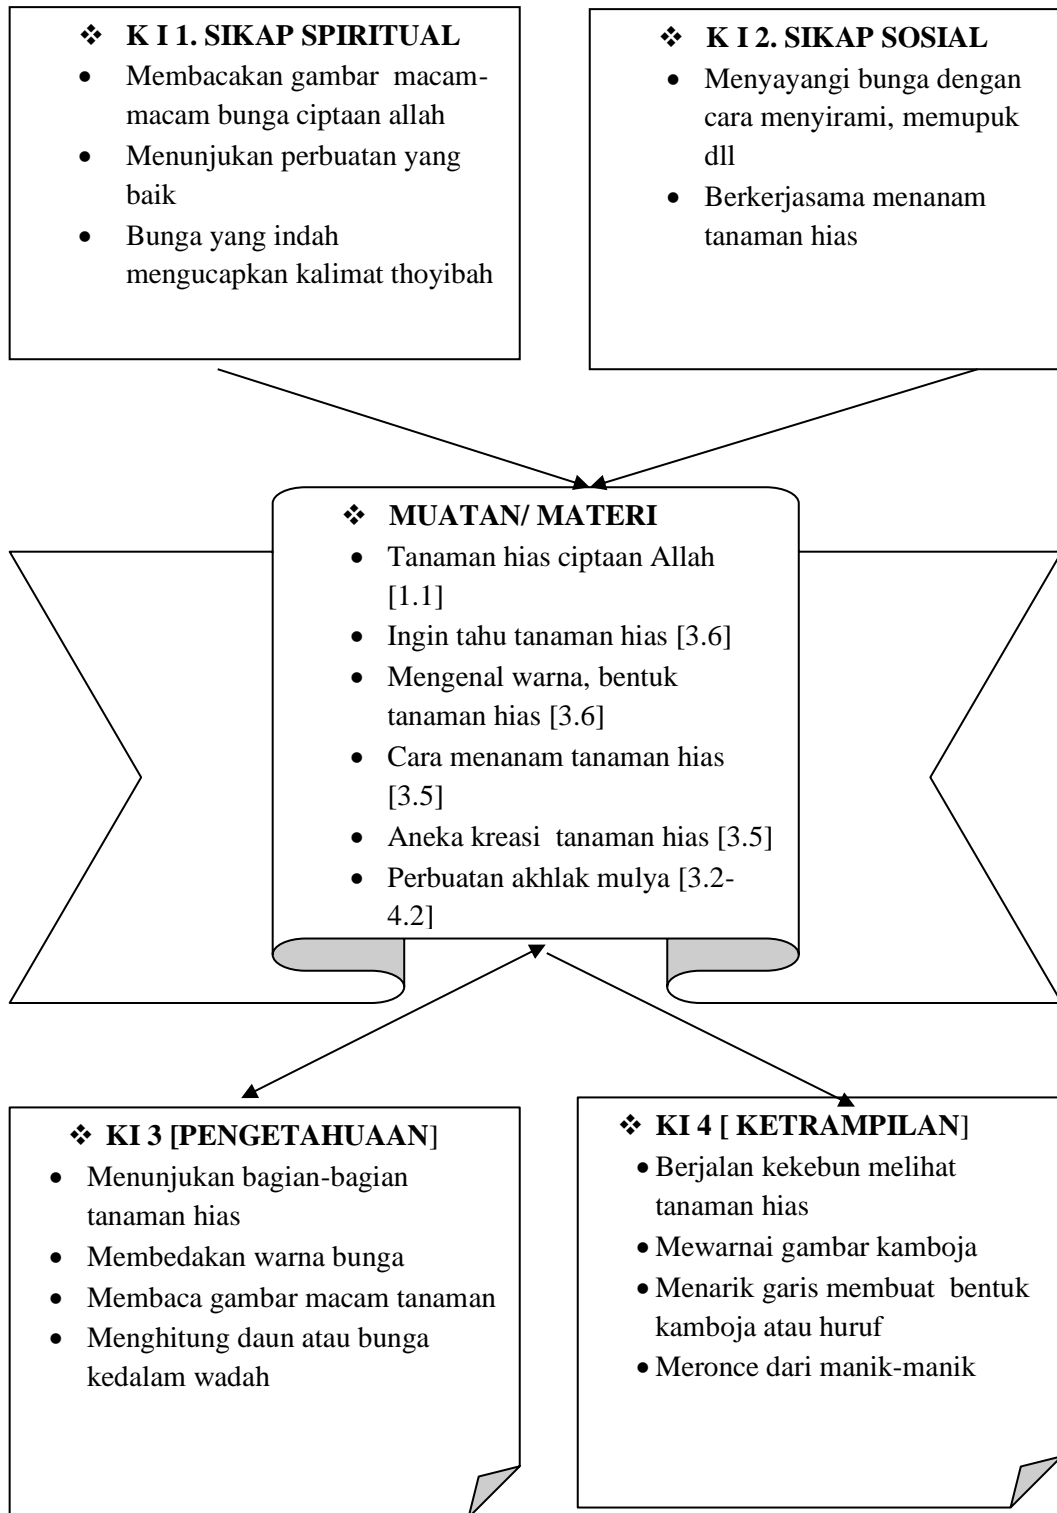 ❖ K I 1. SIKAP SPIRITUAL
• Membacakan gambar macam-
macam bunga ciptaan allah
• Menunjukan perbuatan yang
baik
• Bunga yang indah
mengucapkan kalimat thoyibah
❖ K I 2. SIKAP SOSIAL
• Menyayangi bunga dengan
cara menyirami, memupuk
dll
• Berkerjasama menanam
tanaman hias
❖ MUATAN/ MATERI
• Tanaman hias ciptaan Allah
[1.1]
• Ingin tahu tanaman hias [3.6]
• Mengenal warna, bentuk
tanaman hias [3.6]
• Cara menanam tanaman hias
[3.5]
• Aneka kreasi tanaman hias [3.5]
• Perbuatan akhlak mulya [3.2-
4.2]
❖ KI 3 [PENGETAHUAAN]
• Menunjukan bagian-bagian
tanaman hias
• Membedakan warna bunga
• Membaca gambar macam tanaman
• Menghitung daun atau bunga
kedalam wadah
❖ KI 4 [ KETRAMPILAN]
• Berjalan kekebun melihat
tanaman hias
• Mewarnai gambar kamboja
• Menarik garis membuat bentuk
kamboja atau huruf
• Meronce dari manik-manik